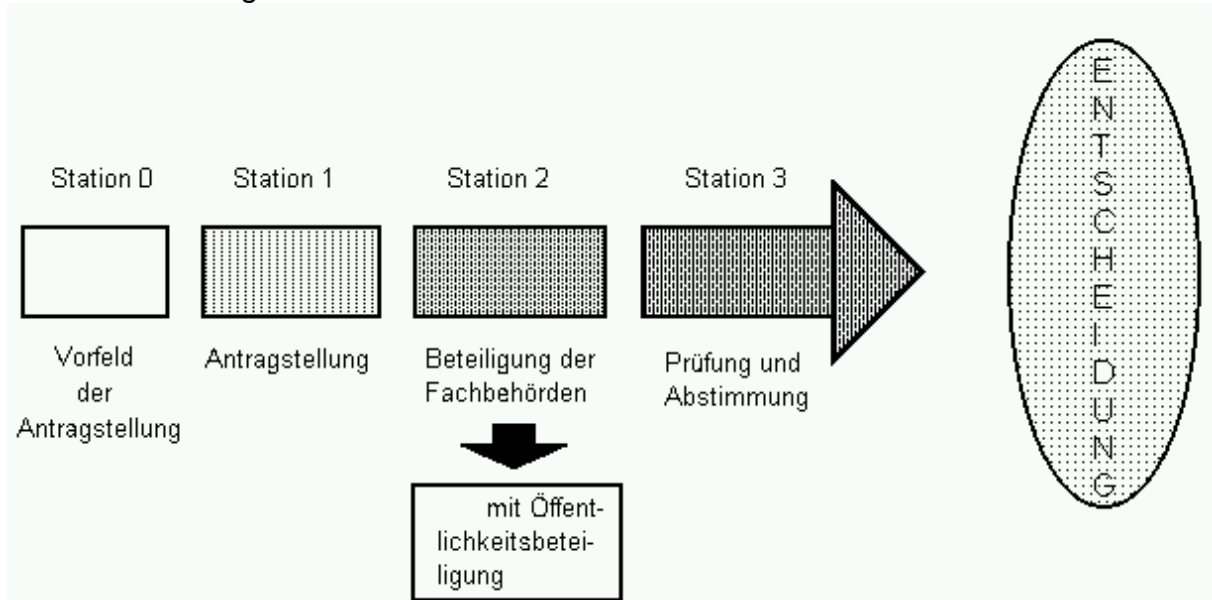 Station 0
Station 1
Station 2
Station 3
Vorfeld
der
Antragstellung
Antragstellung
Beteiligung der
Fachbehörden
Prüfung und
Abstimmung
mit Öffent-
lichkeitsbetei-
ligung
ENTSCHEIDUNG